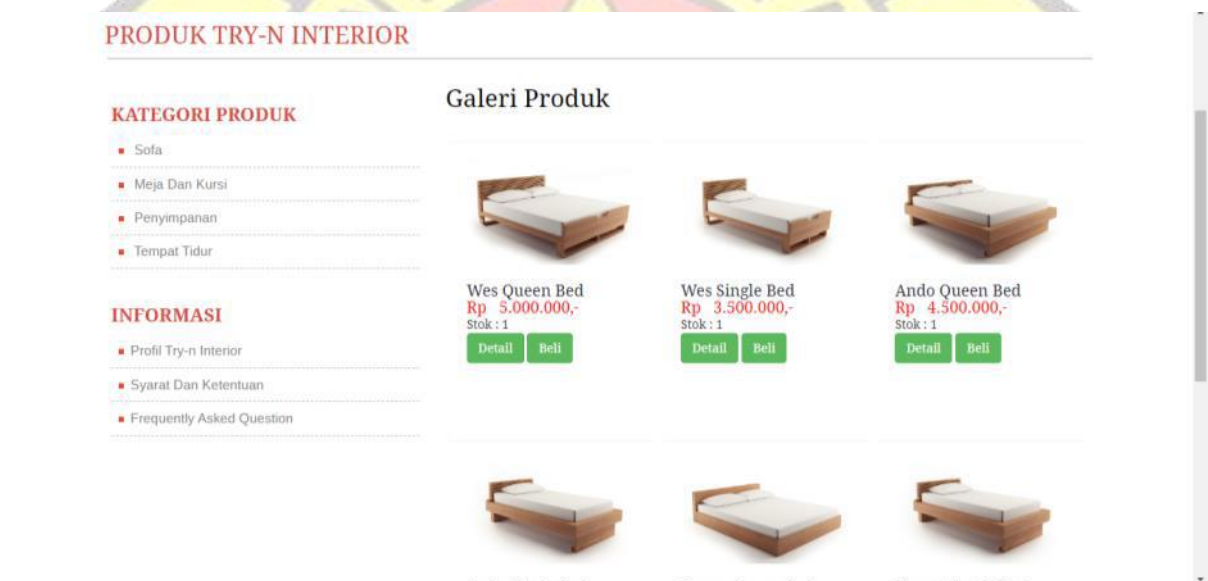 PRODUK TRY-N INTERIOR
KATEGORI PRODUK
Sofa
Meja Dan Kursi
Penyimpanan
Tempat Tidur
INFORMASI
Profil Try-n Interior
Syarat Dan Ketentuan
Frequently Asked Question
Galeri Produk
Wes Queen Bed
Rp 5.000.000,-
Stok : 1
Detail Beli
Wes Single Bed
Rp 3.500.000,-
Stok : 1
Detail Beli
Ando Queen Bed
Rp 4.500.000,-
Stok : 1
Detail Beli